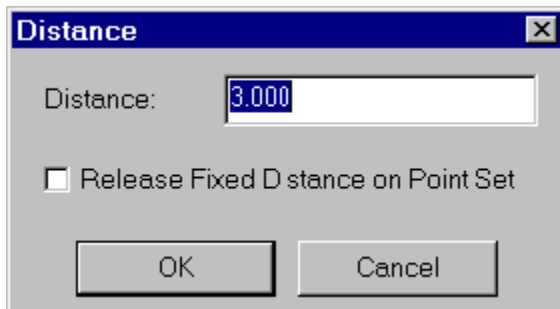 Distance
Distance: 3.000
Release Fixed D stance on Point Set
OK Cancel